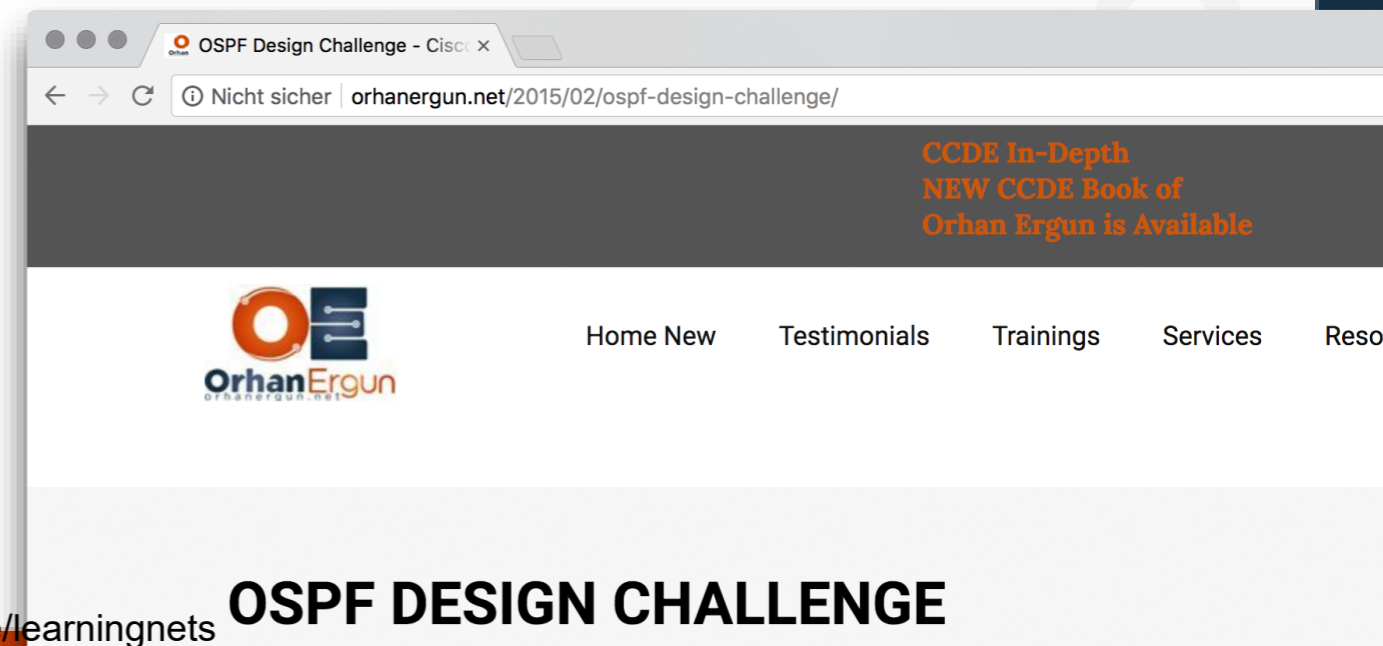 OSPF Design Challenge - Cisc
Nicht sicher orhanergun.net/2015/02/ospf-design-challenge/
CCDE In-Depth
NEW CCDE Book of
Orhan Ergun is Available
OE
OrhanErgun
orhanergun.net
Home New Testimonials Trainings Services Reso
OSPF DESIGN CHALLENGE
/learningnets